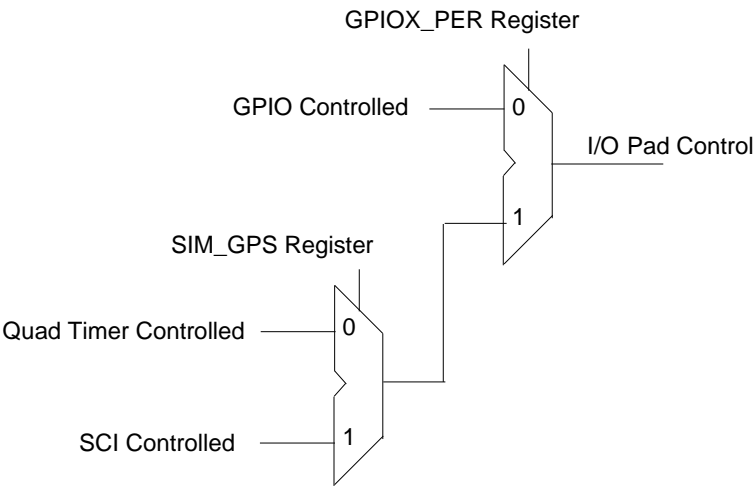 GPIOX_PER Register
GPIO Controlled
0
I/O Pad Control
1
SIM_GPS Register
Quad Timer Controlled
0
SCI Controlled
1